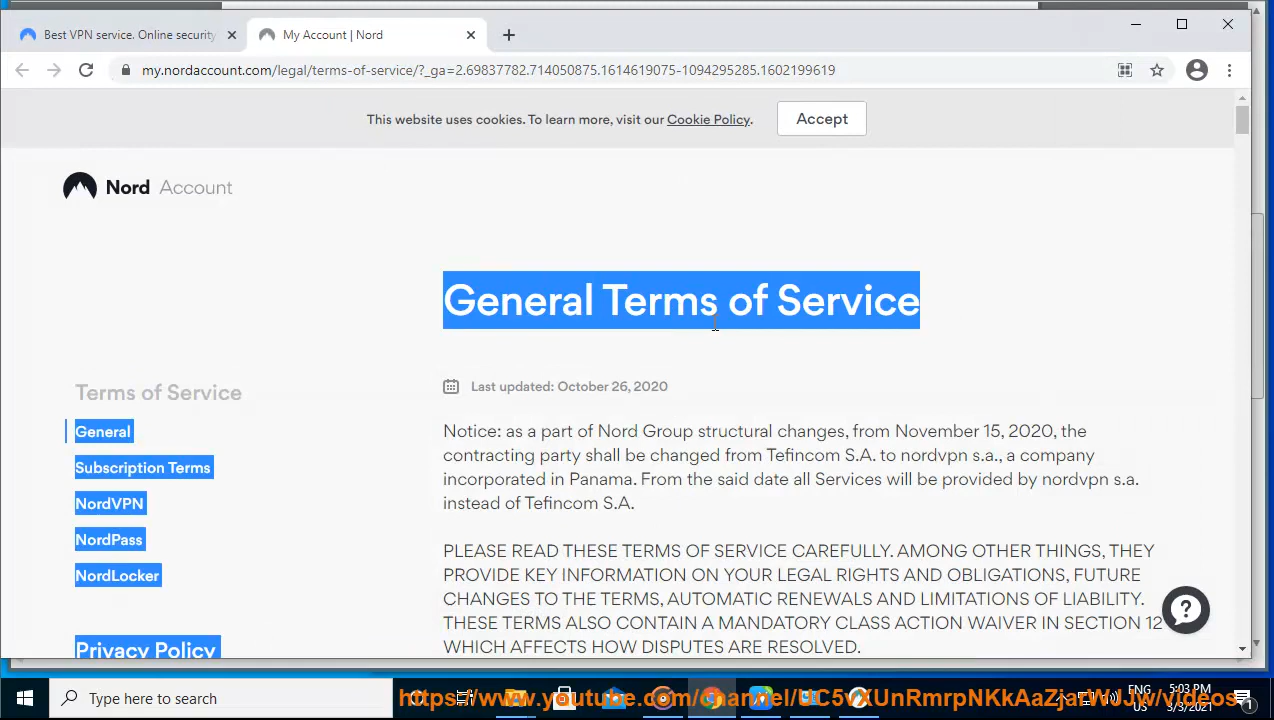 Best VPN service. Online security
My Account | Nord
my.nordaccount.com/legal/terms-of-service/?_ga=2.69837782.714050875.1614619075-1094295285.1602199619
This website uses cookies. To learn more, visit our Cookie Policy.
Accept
Nord Account
General Terms of Service
Terms of Service
General
Subscription Terms
NordVPN
NordPass
NordLocker
Privacy Policy
Last updated: October 26, 2020
Notice: as a part of Nord Group structural changes, from November 15, 2020, the
contracting party shall be changed from Tefincom S.A. to nordvpn s.a., a company
incorporated in Panama. From the said date all Services will be provided by nordvpn s.a.
instead of Tefincom S.A.
PLEASE READ THESE TERMS OF SERVICE CAREFULLY. AMONG OTHER THINGS, THEY
PROVIDE KEY INFORMATION ON YOUR LEGAL RIGHTS AND OBLIGATIONS, FUTURE
CHANGES TO THE TERMS, AUTOMATIC RENEWALS AND LIMITATIONS OF LIABILITY.
THESE TERMS ALSO CONTAIN A MANDATORY CLASS ACTION WAIVER IN SECTION 12
WHICH AFFECTS HOW DISPUTES ARE RESOLVED.
?
Type here to search
https://www.youtube.com/channel/UC5vXUnRmrpNKkAaZjarWJJw/videos
ENG
US
5:03 PM
3/3/2021
1